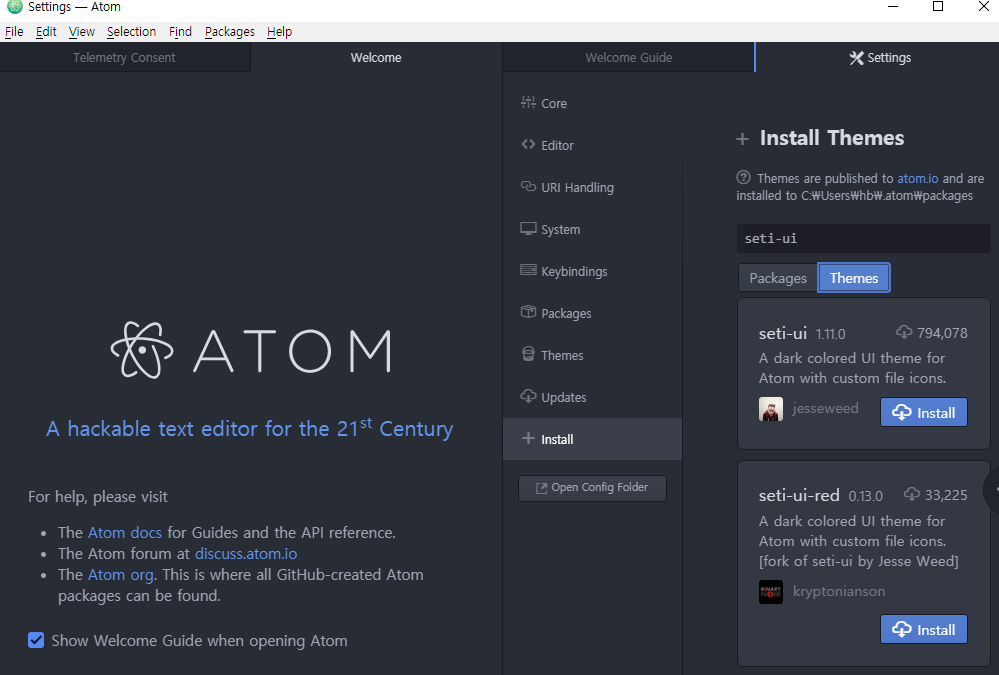 Settings — Atom
File Edit View Selection Find Packages Help
Telemetry Consent
Welcome
Welcome Guide
Settings
ATOM
A hackable text editor for the 21st Century
For help, please visit
• The Atom docs for Guides and the API reference.
• The Atom forum at discuss.atom.io
• The Atom org. This is where all GitHub-created Atom
packages can be found.
Show Welcome Guide when opening Atom
Core
Editor
URI Handling
System
Keybindings
Packages
Themes
Updates
Install
Open Config Folder
Install Themes
Themes are published to atom.io and are
installed to C:₩Users₩hb₩.atom₩packages
seti-ui
Packages
Themes
seti-ui 1.11.0 794,078
A dark colored UI theme for
Atom with custom file icons.
jesseweed
Install
seti-ui-red 0.13.0 33,225
A dark colored UI theme for
Atom with custom file icons.
[fork of seti-ui by Jesse Weed]
BINARY
NOIR
kryptonianson
Install